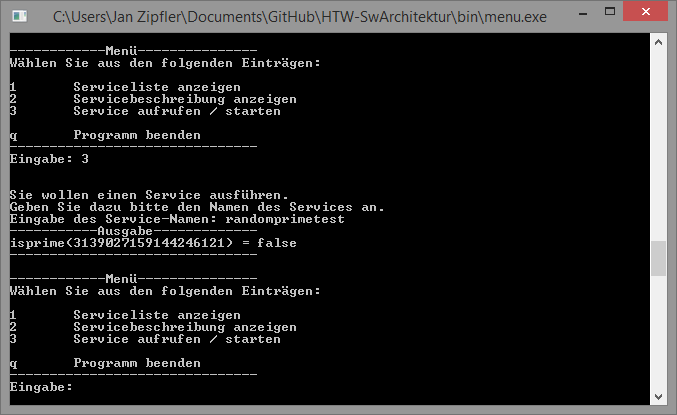 C:\Users\Jan Zipfler\Documents\GitHub\HTW-SwArchitektur\bin\menu.exe
------------Menü---------------
Wählen Sie aus den folgenden Einträgen:
1 Serviceliste anzeigen
2 Servicebeschreibung anzeigen
3 Service aufrufen / starten
q Programm beenden
-------------------------------
Eingabe: 3
Sie wollen einen Service ausführen.
Geben Sie dazu bitte den Namen des Services an.
Eingabe des Service-Namen: randomprimetest
-----------Ausgabe-------------
isprime(3139027159144246121) = false
-------------------------------
------------Menü---------------
Wählen Sie aus den folgenden Einträgen:
1 Serviceliste anzeigen
2 Servicebeschreibung anzeigen
3 Service aufrufen / starten
q Programm beenden
-------------------------------
Eingabe: